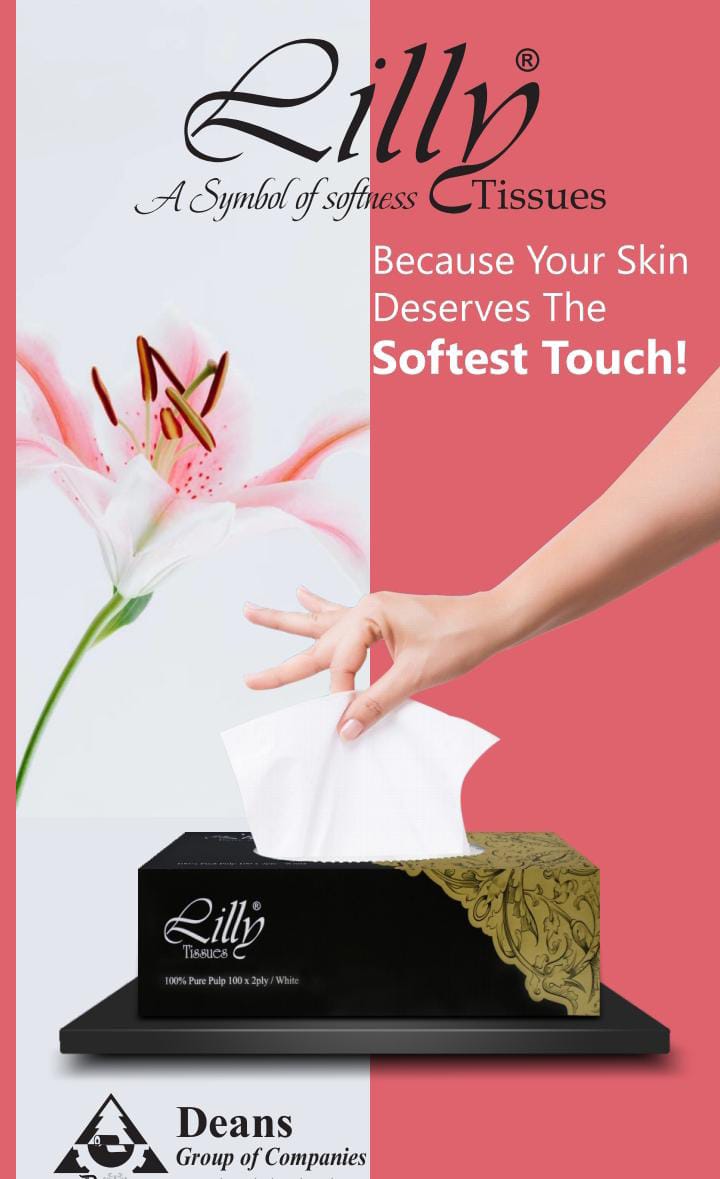 Lilly®
A Symbol of softness Tissues
Because Your Skin
Deserves The
Softest Touch!
Lilly®
Tissues
100% Pure Pulp 100 x 2ply / White
Deans
Group of Companies